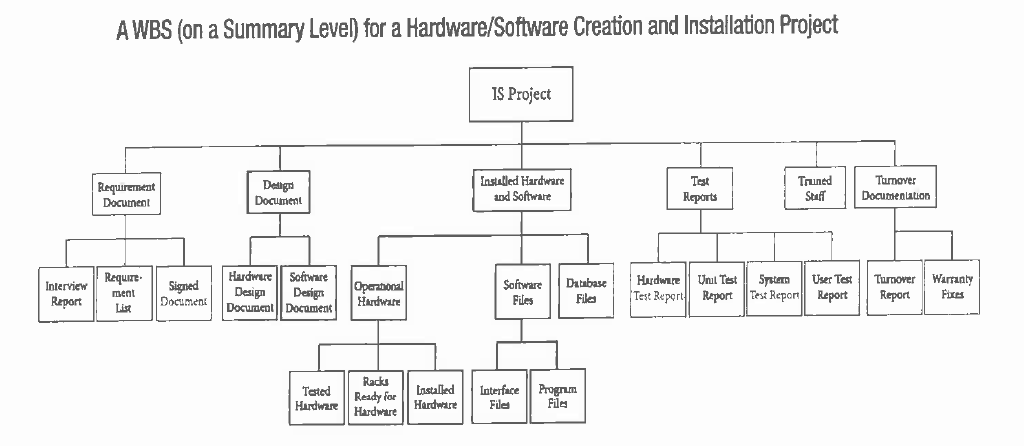 A WBS (on a Summary Level) for a Hardware/Software Creation and Installation Project
IS Project
Requirement
Document
Design
Document
Installed Hardware
and Software
Test
Reports
Trained
Staff
Turnover
Documentation
Interview
Report
Require-
ment
List
Signed
Document
Hardware
Design
Document
Software
Design
Document
Operational
Hardware
Software
Files
Database
Files
Hardware
Test Report
Unit Test
Report
System
Test Report
User Test
Report
Turnover
Report
Warranty
Fixes
Tested
Hardware
Racks
Ready for
Hardware
Installed
Hardware
Interface
Files
Program
Files